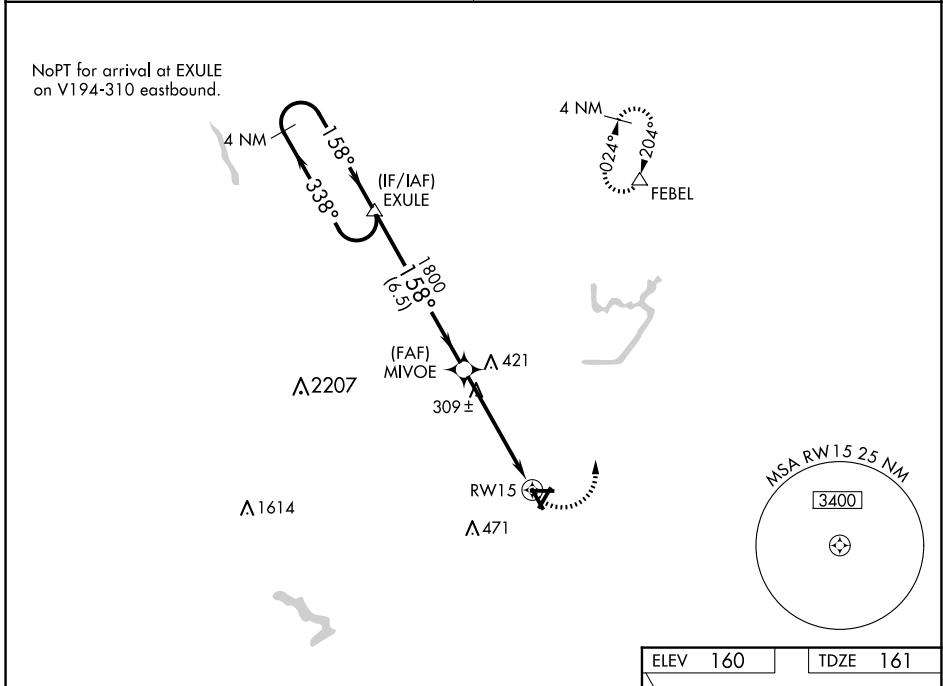 NoPT for arrival at EXULE
on V194-310 eastbound.
4 NM
158°
338°
(IF/IAF)
EXULE
4 NM
024°
204°
FEBEL
1800
158°
(6.5)
(FAF)
MIVOE
421
2207
309 ±
RW15
1614
471
MSA RW15 25 NM
3400
ELEV 160
TDZE 161